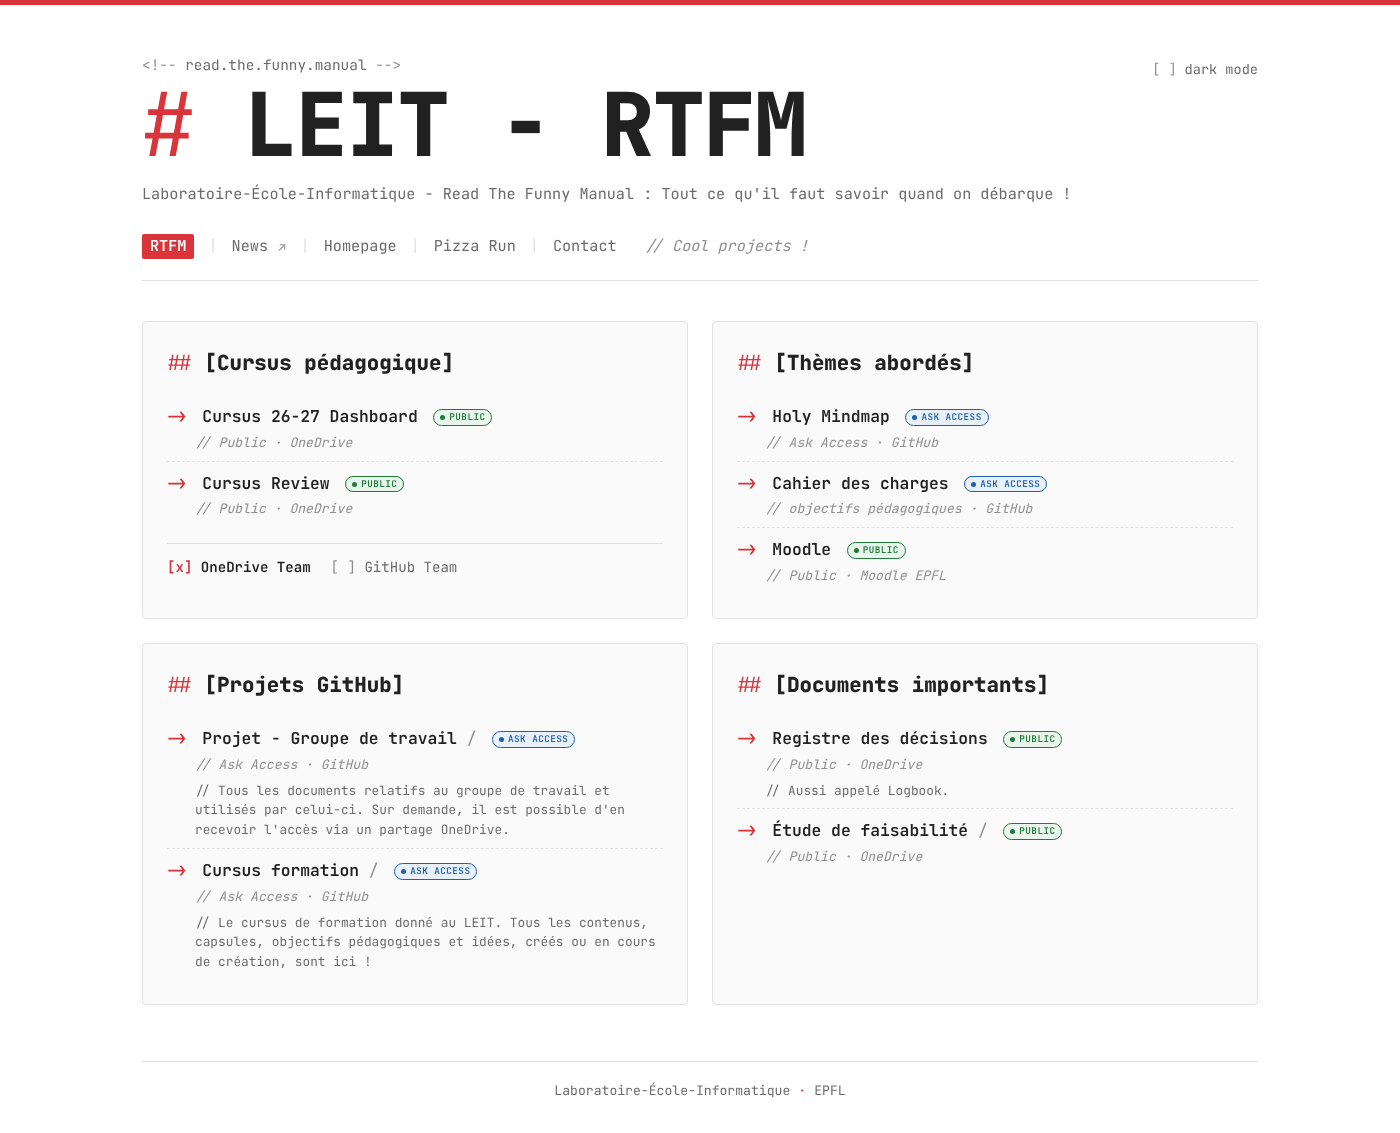 <!-- read.the.funny.manual -->
[ ] dark mode
# LEIT - RTFM
Laboratoire-École-Informatique - Read The Funny Manual : Tout ce qu'il faut savoir quand on débarque !
RTFM | News ↗ | Homepage | Pizza Run | Contact // Cool projects !
## [Cursus pédagogique]
→ Cursus 26-27 Dashboard ● PUBLIC
// Public · OneDrive
→ Cursus Review ● PUBLIC
// Public · OneDrive
[x] OneDrive Team [ ] GitHub Team
## [Thèmes abordés]
→ Holy Mindmap ● ASK ACCESS
// Ask Access · GitHub
→ Cahier des charges ● ASK ACCESS
// objectifs pédagogiques · GitHub
→ Moodle ● PUBLIC
// Public · Moodle EPFL
## [Projets GitHub]
→ Projet - Groupe de travail / ● ASK ACCESS
// Ask Access · GitHub
// Tous les documents relatifs au groupe de travail et
utilisés par celui-ci. Sur demande, il est possible d'en
recevoir l'accès via un partage OneDrive.
→ Cursus formation / ● ASK ACCESS
// Ask Access · GitHub
// Le cursus de formation donné au LEIT. Tous les contenus,
capsules, objectifs pédagogiques et idées, créés ou en cours
de création, sont ici !
## [Documents importants]
→ Registre des décisions ● PUBLIC
// Public · OneDrive
// Aussi appelé Logbook.
→ Étude de faisabilité / ● PUBLIC
// Public · OneDrive
Laboratoire-École-Informatique · EPFL